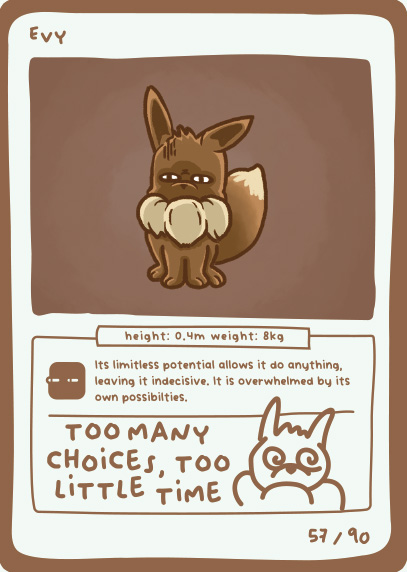 Evy
height: 0.4m weight: 8kg
Its limitless potential allows it do anything,
leaving it indecisive. It is overwhelmed by its
own possibilties.
TOO MANY
CHOiCEs, TOO
LiTTLE TiME
57 / 90